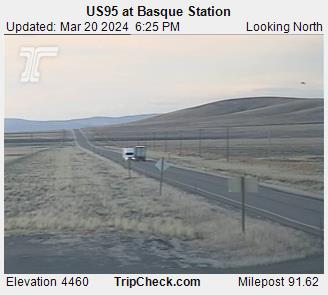 US95 at Basque Station
Updated: Mar 20 2024 6:25 PM Looking North
Elevation 4460 TripCheck.com Milepost 91.62